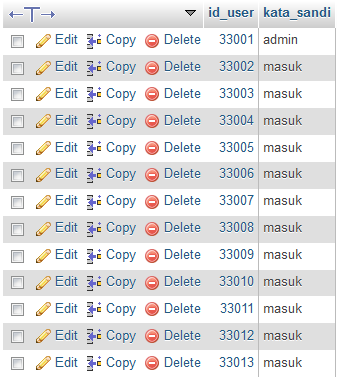 id_user kata_sandi
Edit Copy Delete 33001 admin
Edit Copy Delete 33002 masuk
Edit Copy Delete 33003 masuk
Edit Copy Delete 33004 masuk
Edit Copy Delete 33005 masuk
Edit Copy Delete 33006 masuk
Edit Copy Delete 33007 masuk
Edit Copy Delete 33008 masuk
Edit Copy Delete 33009 masuk
Edit Copy Delete 33010 masuk
Edit Copy Delete 33011 masuk
Edit Copy Delete 33012 masuk
Edit Copy Delete 33013 masuk